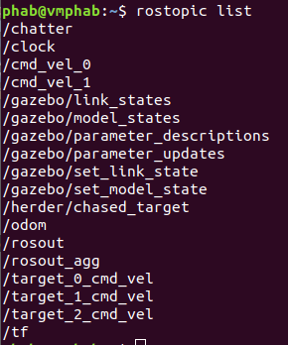 phab@vmphab:~$ rostopic list
/chatter
/clock
/cmd_vel_0
/cmd_vel_1
/gazebo/link_states
/gazebo/model_states
/gazebo/parameter_descriptions
/gazebo/parameter_updates
/gazebo/set_link_state
/gazebo/set_model_state
/herder/chased_target
/odom
/rosout
/rosout_agg
/target_0_cmd_vel
/target_1_cmd_vel
/target_2_cmd_vel
/tf